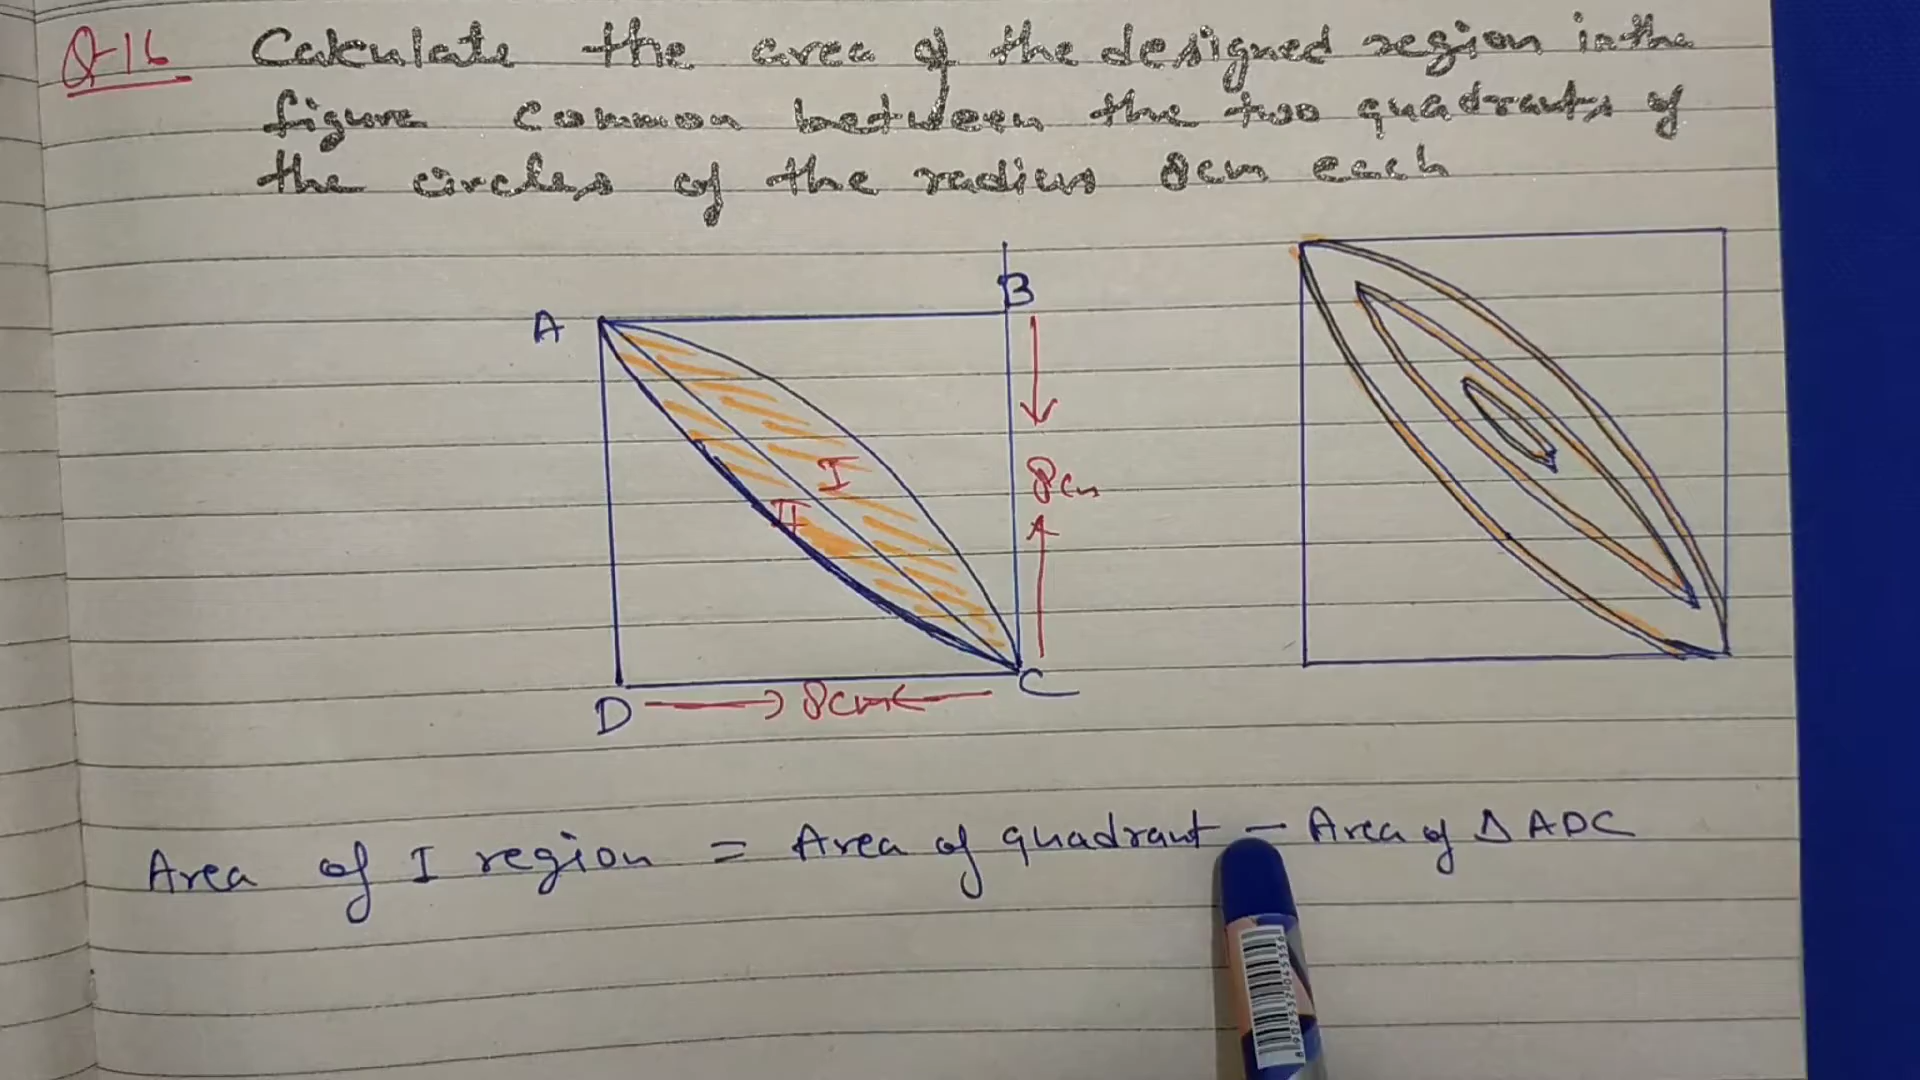 Q-16 Calculate the area of the designed region in the
figure common between the two quadrants of
the circles of the radius 8cm each
A
B
8cm
I
II
D
8cm
C
Area of I region = Area of quadrant - Area of Δ ADC